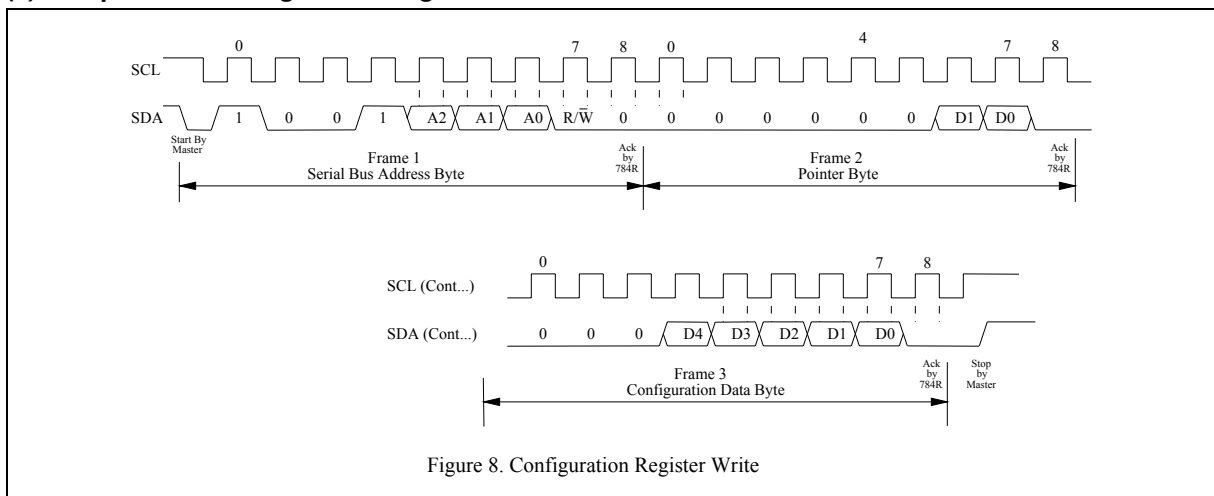 0 7 8 0 4 7 8
SCL
SDA 1 0 0 1 A2 A1 A0 R/W̅ 0 0 0 0 0 0 0 D1 D0
Start By
Master
Frame 1
Serial Bus Address Byte
Ack
by
784R
Frame 2
Pointer Byte
Ack
by
784R
0 7 8
SCL (Cont...)
SDA (Cont...) 0 0 0 D4 D3 D2 D1 D0
Frame 3
Configuration Data Byte
Ack
by
784R
Stop
by
Master
Figure 8. Configuration Register Write